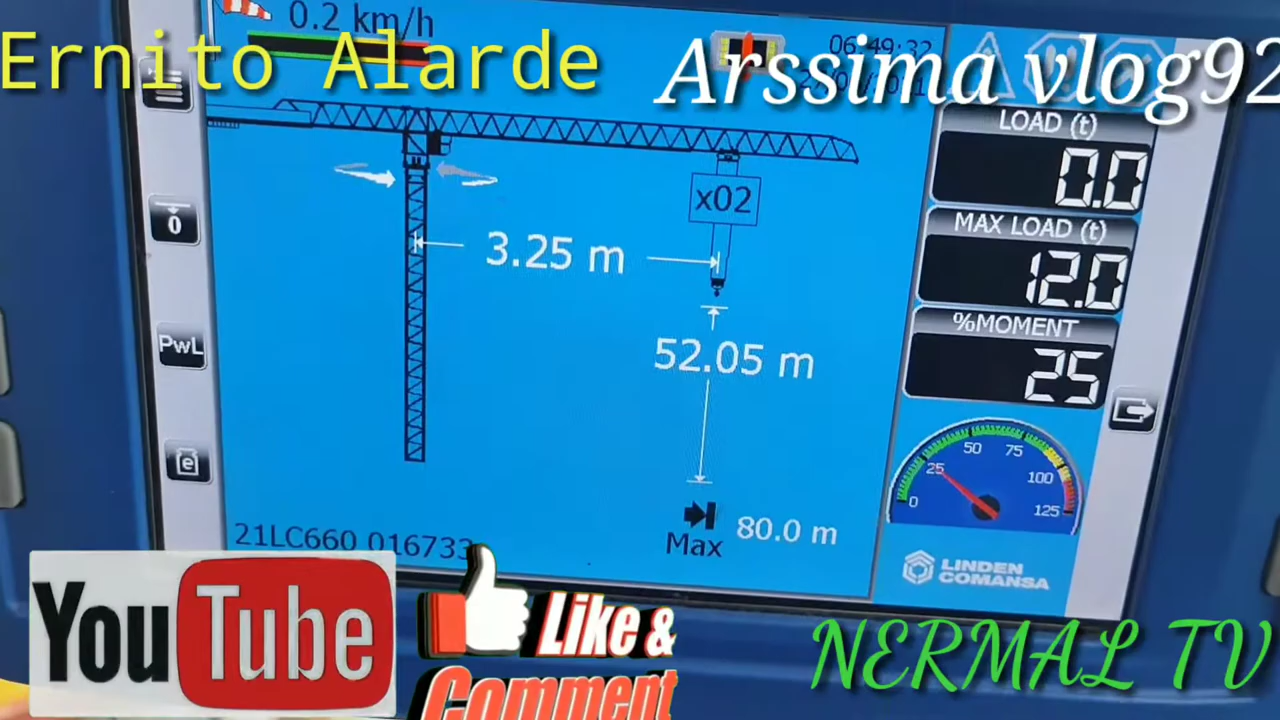 0.2 km/h
06:49:32
Ernito Alarde
Arssima vlog92
LOAD (t)
0.0
x02
MAX LOAD (t)
12.0
3.25 m
%MOMENT
25
52.05 m
PwL
0
e
0 25 50 75 100 125
80.0 m
Max
21LC660 016733
LINDEN
COMANSA
YouTube
Like &
Comment
NERMAL TV